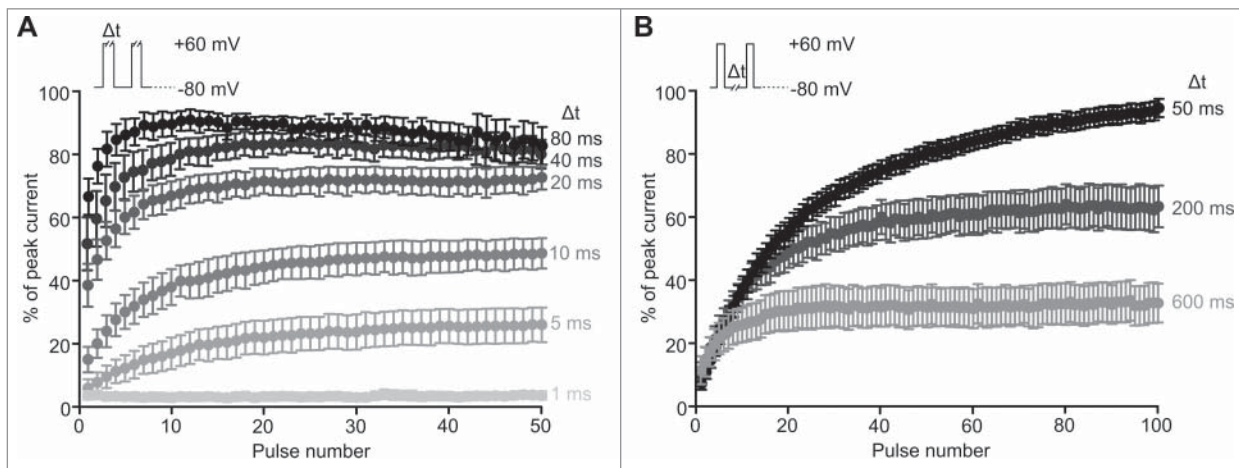 A
Δt
+60 mV
-80 mV
% of peak current
100
80
60
40
20
0
0
10
20
30
40
50
Pulse number
Δt
80 ms
40 ms
20 ms
10 ms
5 ms
1 ms
B
Δt
+60 mV
-80 mV
% of peak current
100
80
60
40
20
0
0
20
40
60
80
100
Pulse number
Δt
50 ms
200 ms
600 ms